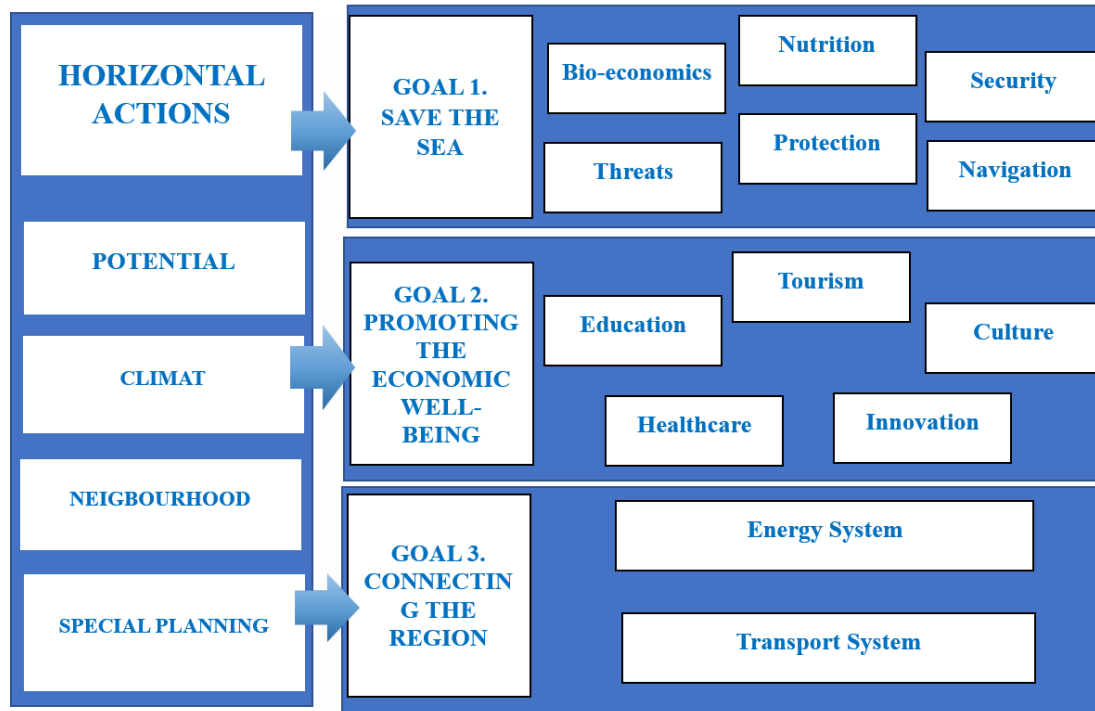 HORIZONTAL
ACTIONS
POTENTIAL
CLIMAT
NEIGBOURHOOD
SPECIAL PLANNING
GOAL 1.
SAVE THE
SEA
Bio-economics
Nutrition
Security
Threats
Protection
Navigation
GOAL 2.
PROMOTING
THE
ECONOMIC
WELL-
BEING
Education
Tourism
Culture
Healthcare
Innovation
GOAL 3.
CONNECTIN
G THE
REGION
Energy System
Transport System